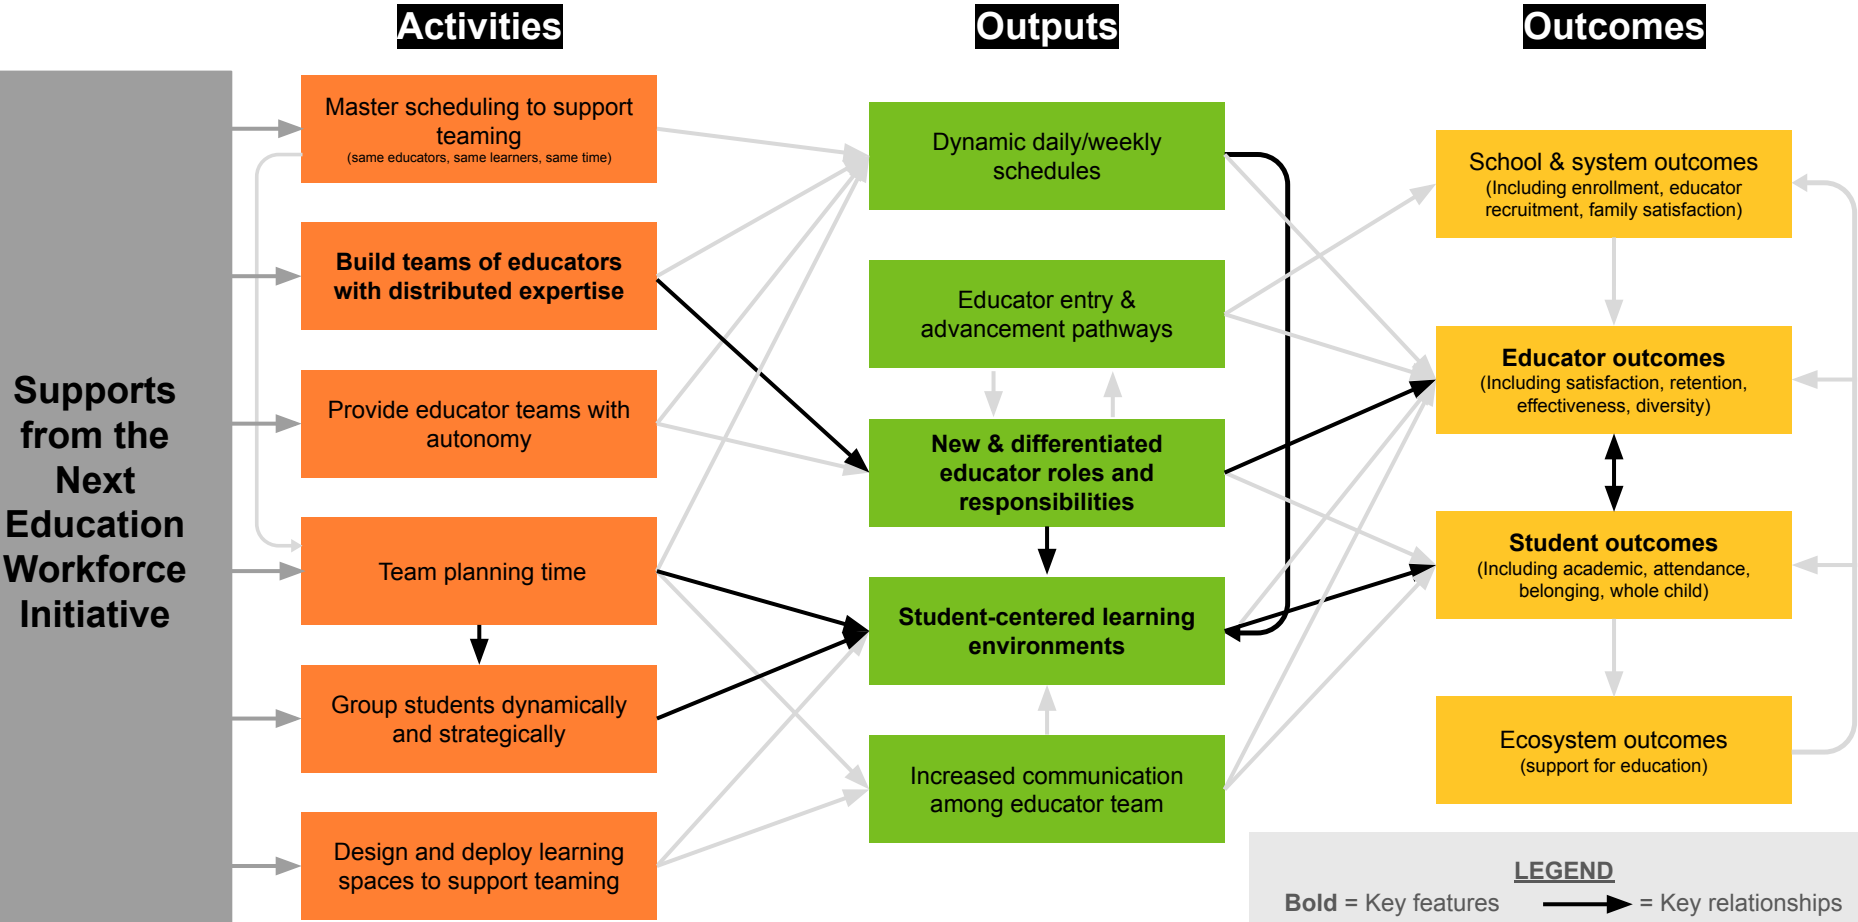 Activities
Outputs
Outcomes
Supports
from the
Next
Education
Workforce
Initiative
Master scheduling to support
teaming
(same educators, same learners, same time)
Build teams of educators
with distributed expertise
Provide educator teams with
autonomy
Team planning time
Group students dynamically
and strategically
Design and deploy learning
spaces to support teaming
Dynamic daily/weekly
schedules
Educator entry &
advancement pathways
New & differentiated
educator roles and
responsibilities
Student-centered learning
environments
Increased communication
among educator team
School & system outcomes
(Including enrollment, educator
recruitment, family satisfaction)
Educator outcomes
(Including satisfaction, retention,
effectiveness, diversity)
Student outcomes
(Including academic, attendance,
belonging, whole child)
Ecosystem outcomes
(support for education)
LEGEND
Bold = Key features = Key relationships